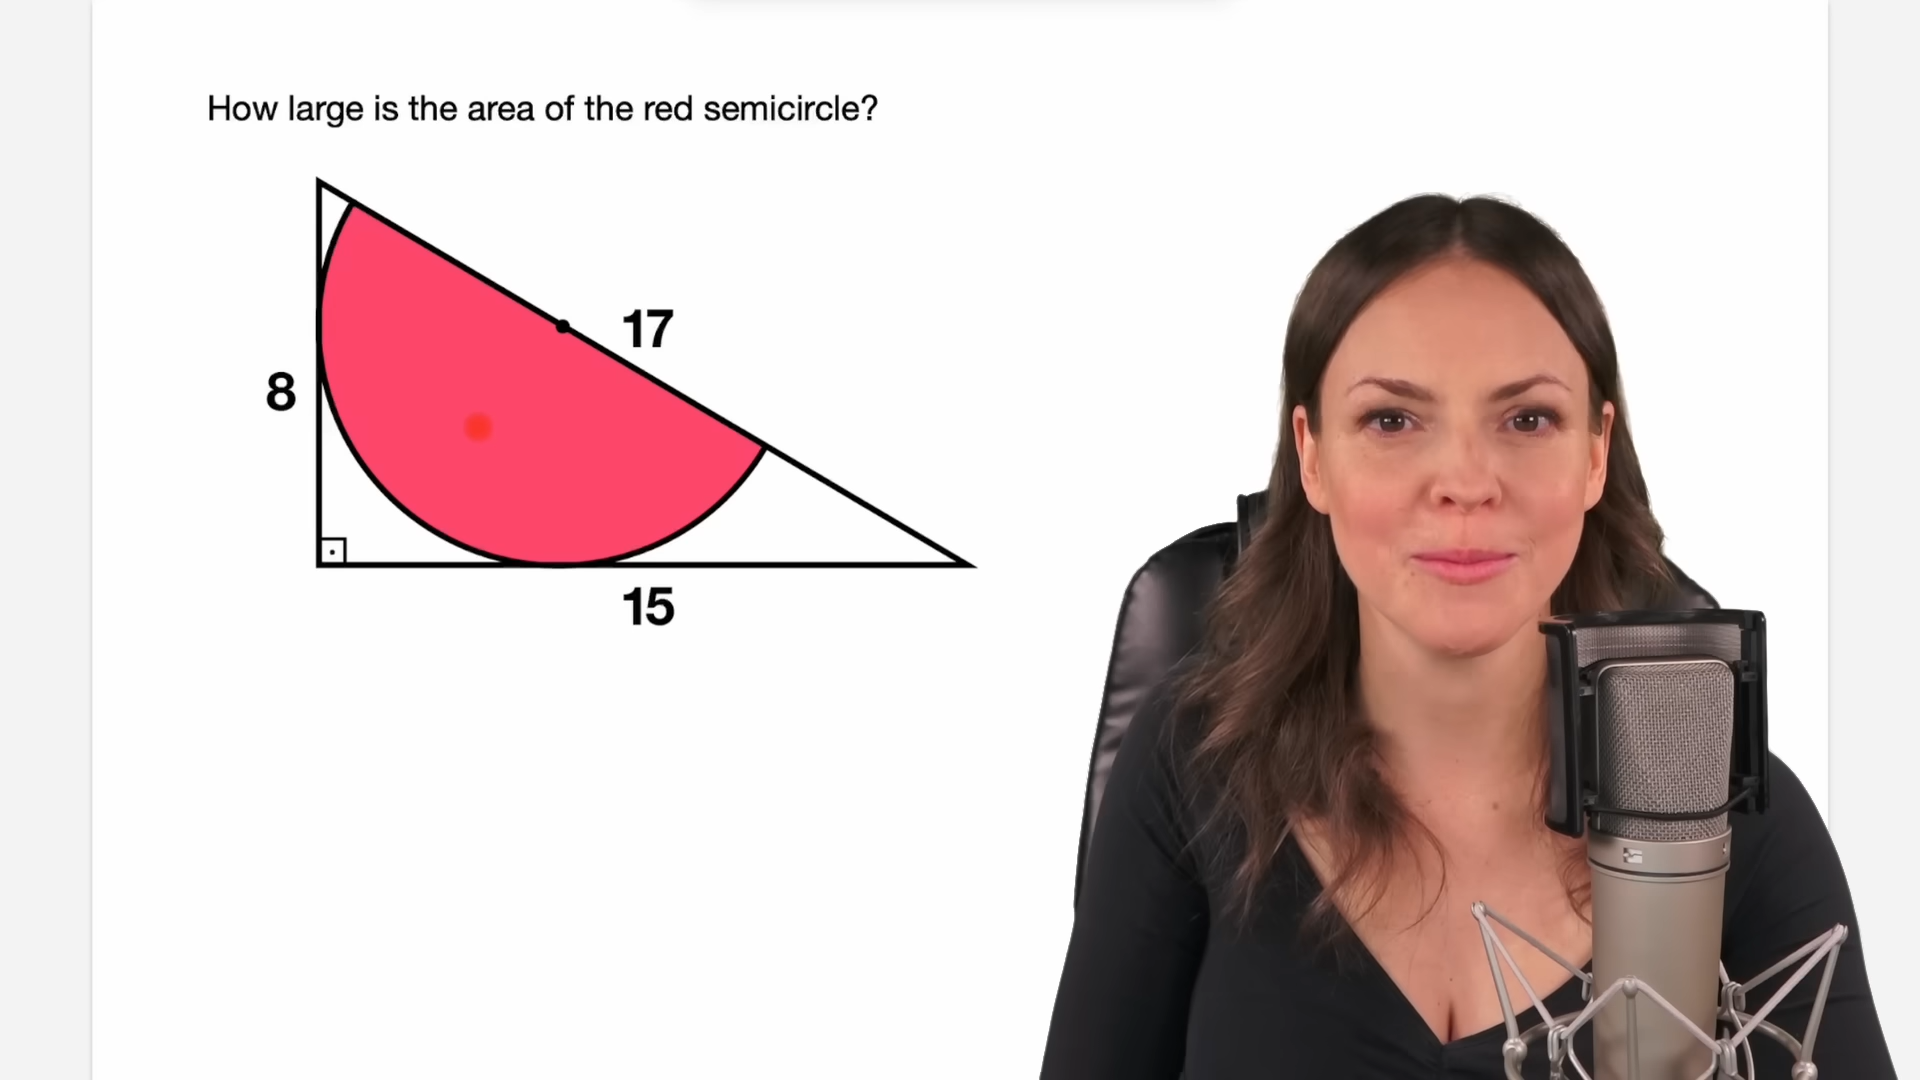 How large is the area of the red semicircle?
17
8
15